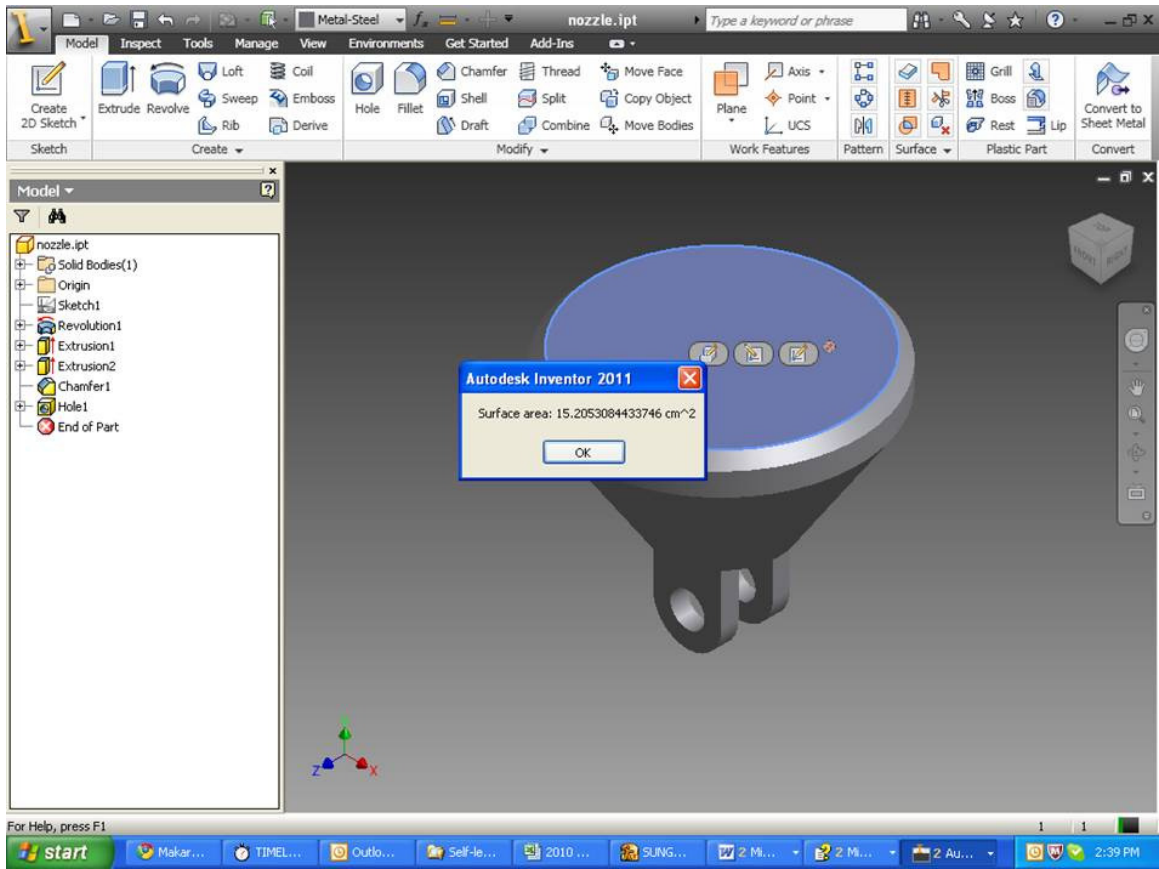 Metal-Steel nozzle.ipt Type a keyword or phrase
Model Inspect Tools Manage View Environments Get Started Add-Ins
Create 2D Sketch
Extrude
Revolve
Loft
Sweep
Rib
Coil
Emboss
Derive
Hole
Fillet
Chamfer
Shell
Draft
Thread
Split
Combine
Move Face
Copy Object
Move Bodies
Plane
Axis
Point
UCS
Grill
Boss
Rest
Lip
Convert to
Sheet Metal
Sketch Create Modify Work Features Pattern Surface Plastic Part Convert
Model
nozzle.ipt
Solid Bodies(1)
Origin
Sketch1
Revolution1
Extrusion1
Extrusion2
Chamfer1
Hole1
End of Part
FRONT RIGHT
Autodesk Inventor 2011
Surface area: 15.2053084433746 cm^2
OK
Z X
For Help, press F1
1 1
start Makar... TIMEL... Outlo... Self-le... 2010 ... SUNG... 2 Mi... 2 Mi... 2 Au... 2:39 PM